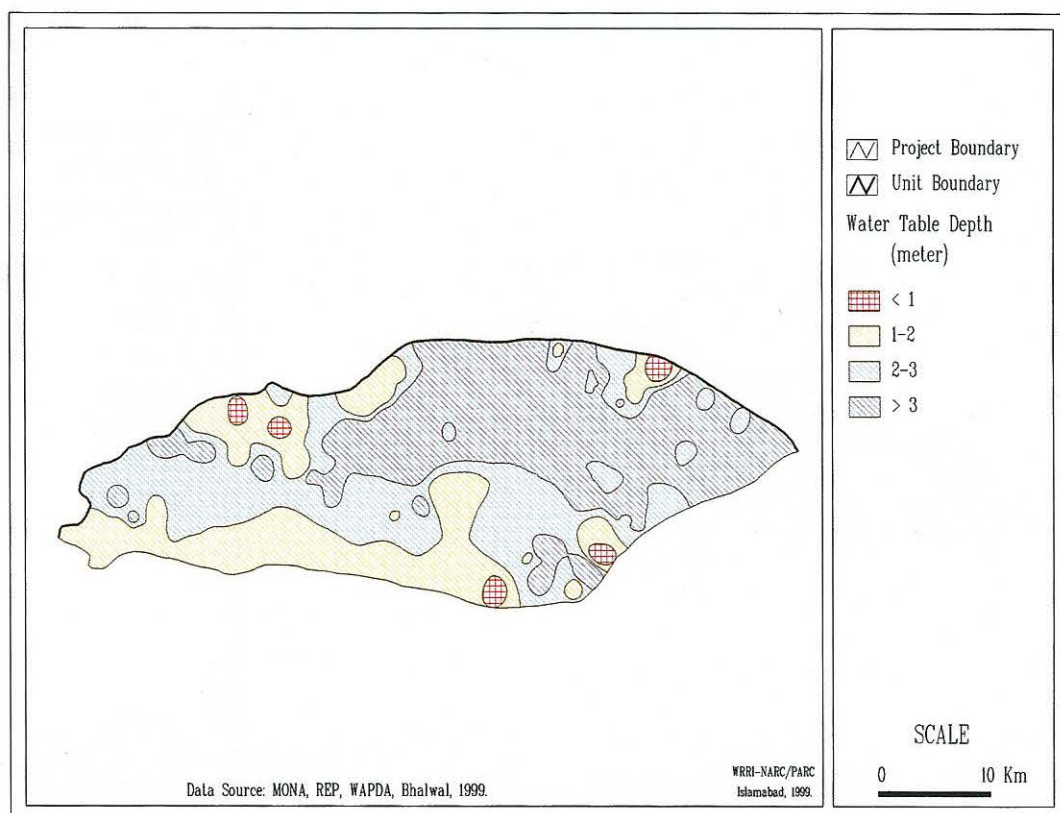 Project Boundary
Unit Boundary
Water Table Depth
(meter)
< 1
1-2
2-3
> 3
SCALE
0 10 Km
WRRI-NARC/PARC
Islamabad, 1999.
Data Source: MONA, REP, WAPDA, Bhalwal, 1999.